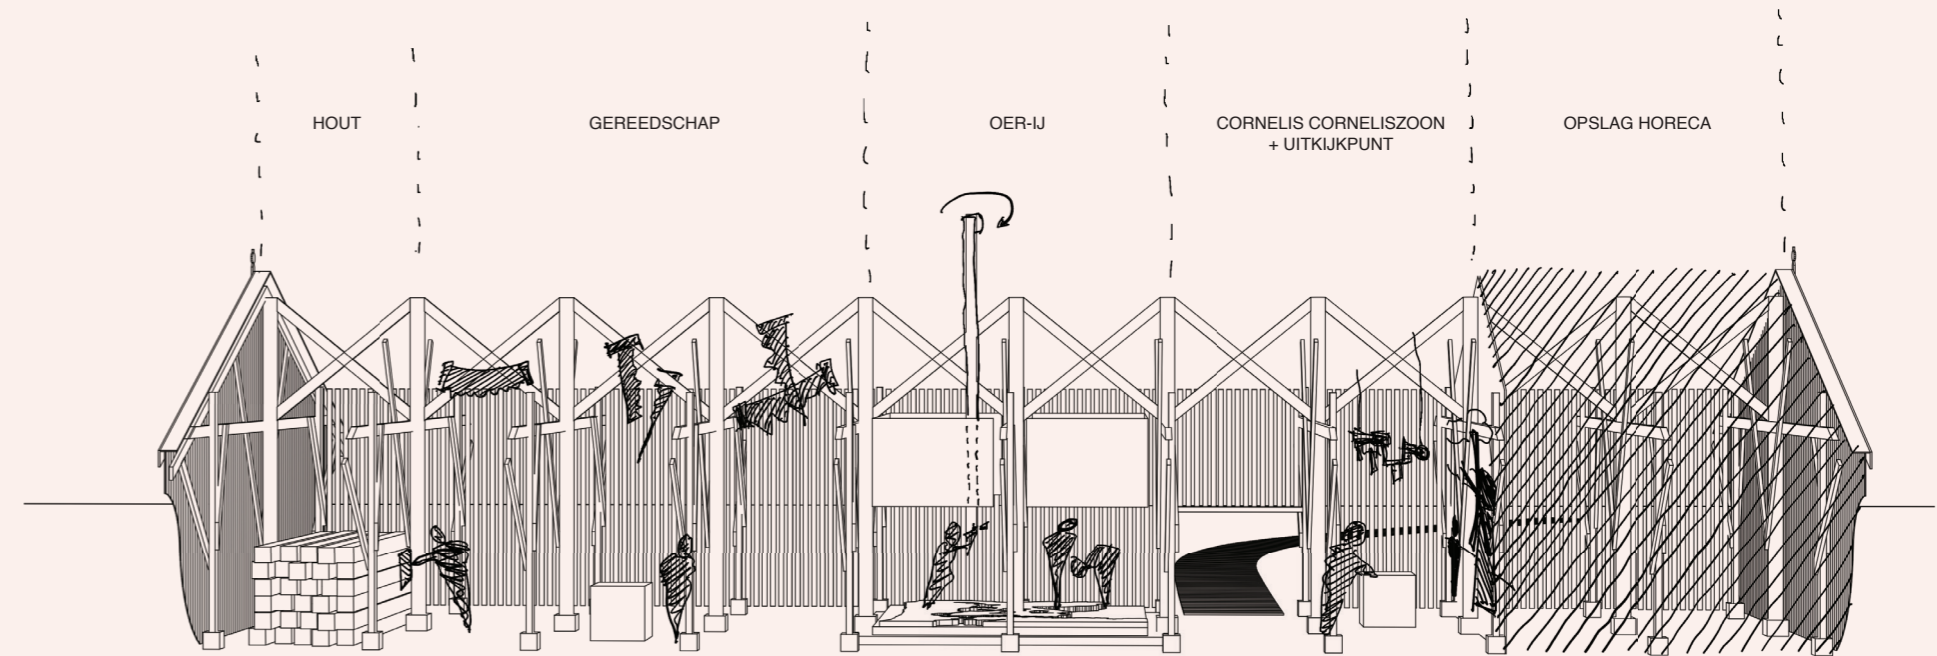 HOUT
GEREEDSCHAP
OER-IJ
CORNELIS CORNELISZOON
+ UITKIJKPUNT
OPSLAG HORECA